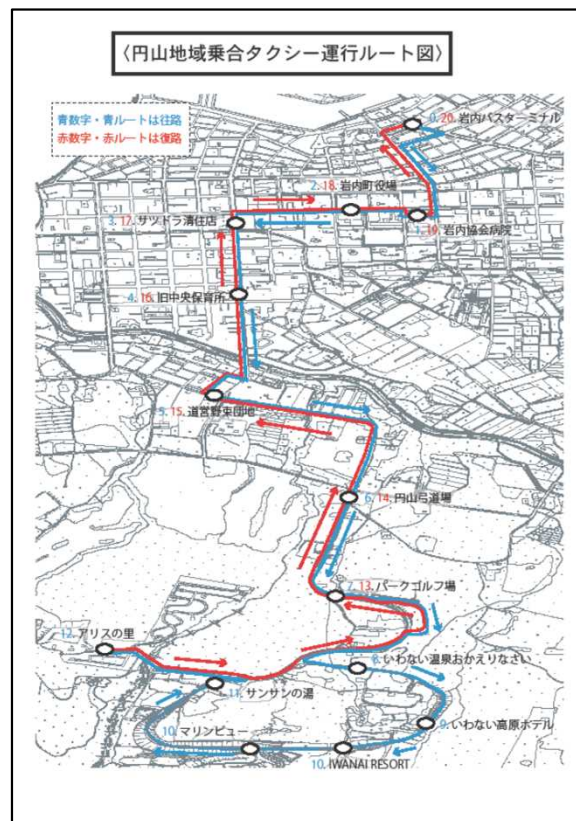 〈円山地域乗合タクシー運行ルート図〉
青数字・青ルートは往路
赤数字・赤ルートは復路
0. 20. 岩内バスターミナル
2. 18. 岩内町役場
3. 17. サツドラ清住店
1. 19. 岩内協会病院
4. 16. 旧中央保育所
5. 15. 道営野束団地
6. 14. 円山弓道場
7. 13. パークゴルフ場
12. アリスの里
8. いわない温泉おかえりなさい
11. サンサンの湯
10. マリンビュー
9. いわない高原ホテル
10. IWANAI RESORT